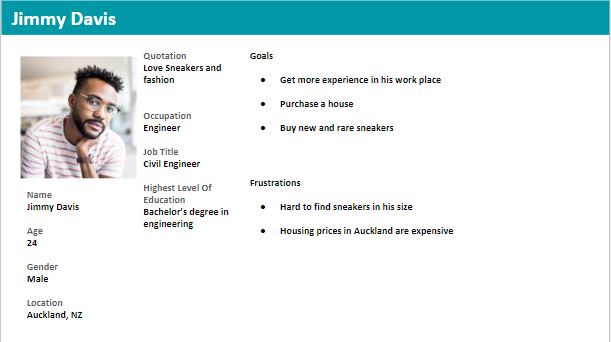 Jimmy Davis
Name
Jimmy Davis
Age
24
Gender
Male
Location
Auckland, NZ
Quotation
Love Sneakers and
fashion
Occupation
Engineer
Job Title
Civil Engineer
Highest Level Of
Education
Bachelor's degree in
engineering
Goals
● Get more experience in his work place
● Purchase a house
● Buy new and rare sneakers
Frustrations
● Hard to find sneakers in his size
● Housing prices in Auckland are expensive